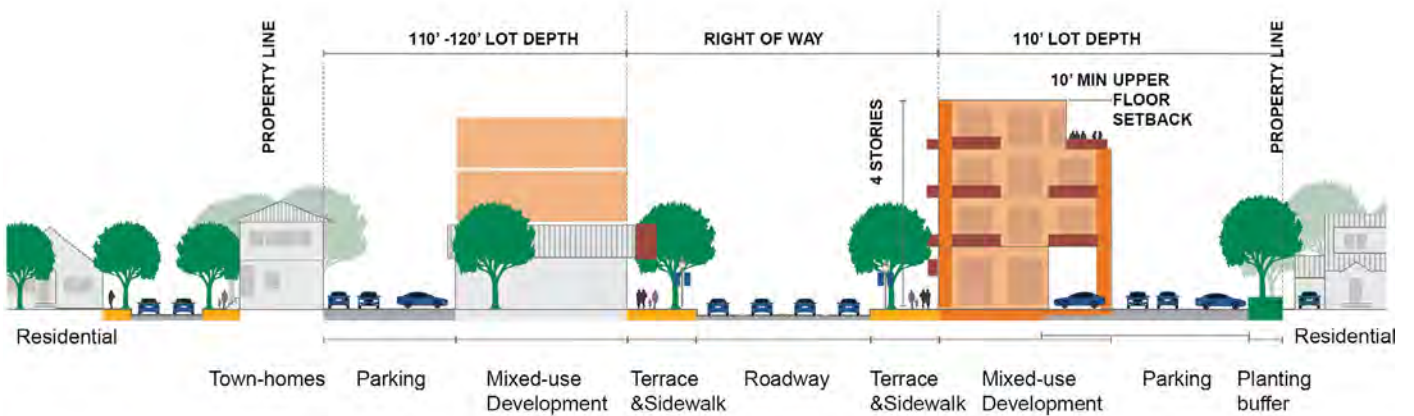 PROPERTY LINE
110' -120' LOT DEPTH
RIGHT OF WAY
110' LOT DEPTH
10' MIN UPPER
FLOOR
SETBACK
4 STORIES
PROPERTY LINE
Residential
Residential
Town-homes
Parking
Mixed-use
Development
Terrace
&Sidewalk
Roadway
Terrace
&Sidewalk
Mixed-use
Development
Parking
Planting
buffer